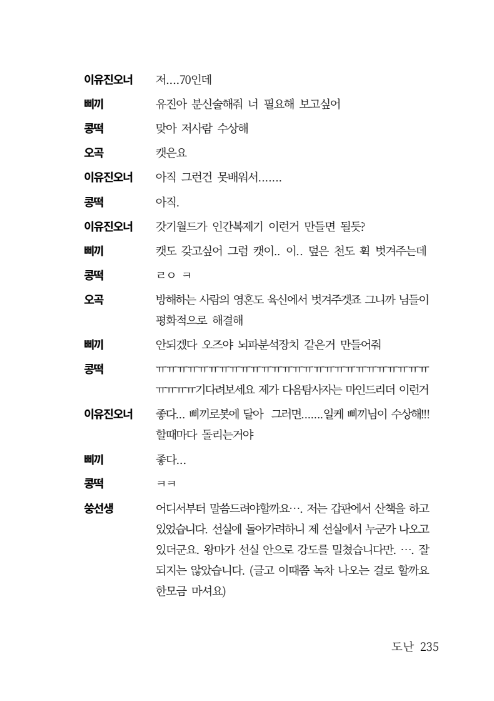 이유진오너 저....70인데
삐끼 유진아 분신술해줘 너 필요해 보고싶어
콩떡 맞아 저사람 수상해
오곡 캣은요
이유진오너 아직 그런건 못배워서.......
콩떡 아직.
이유진오너 갓기월드가 인간복제기 이런거 만들면 될듯?
삐끼 캣도 갖고싶어 그럼 캣이.. 이.. 덮은 천도 휙 벗겨주는데
콩떡 ㄹㅇ ㅋ
오곡 방해하는 사람의 영혼도 육신에서 벗겨주겟죠 그니까 님들이
평화적으로 해결해
삐끼 안되겠다 오즈야 뇌파분석장치 같은거 만들어줘
콩떡 ㅠㅠㅠㅠㅠㅠㅠㅠㅠㅠㅠㅠㅠㅠㅠㅠㅠㅠㅠㅠㅠㅠㅠㅠㅠㅠ
ㅠㅠㅠㅠ기다려보세요 제가 다음탐사자는 마인드리더 이런거
이유진오너 좋다... 삐끼로봇에 달아 그러면.......일케 삐끼님이 수상해!!!
할때마다 돌리는거야
삐끼 좋다...
콩떡 ㅋㅋ
쏭선생 어디서부터 말씀드려야할까요…. 저는 갑판에서 산책을 하고
있었습니다. 선실에 돌아가려하니 제 선실에서 누군가 나오고
있더군요. 왕마가 선실 안으로 강도를 밀쳤습니다만. …. 잘
되지는 않았습니다. (글고 이때쯤 녹차 나오는 걸로 할까요
한모금 마셔요)
도난 235